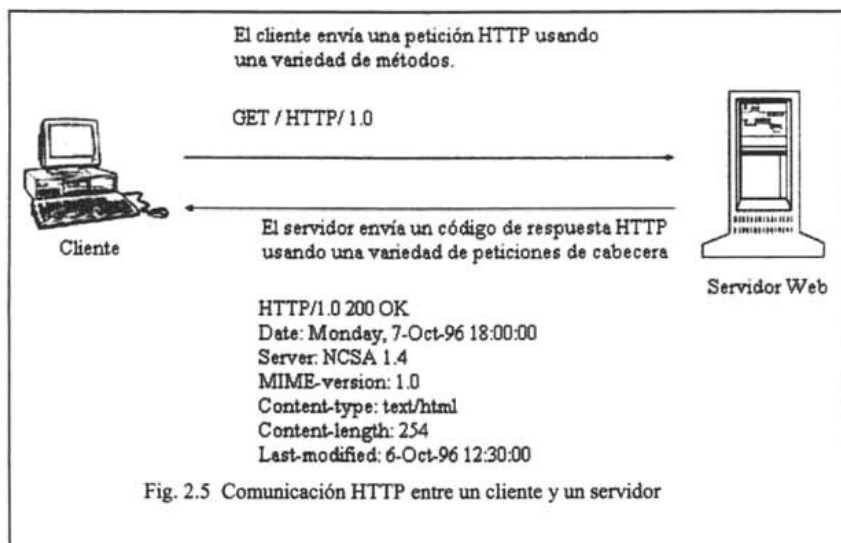 El cliente envía una petición HTTP usando
una variedad de métodos.
GET / HTTP/ 1.0
Cliente
El servidor envía un código de respuesta HTTP
usando una variedad de peticiones de cabecera
Servidor Web
HTTP/1.0 200 OK
Date: Monday, 7-Oct-96 18:00:00
Server: NCSA 1.4
MIME-version: 1.0
Content-type: text/html
Content-length: 254
Last-modified: 6-Oct-96 12:30:00
Fig. 2.5 Comunicación HTTP entre un cliente y un servidor